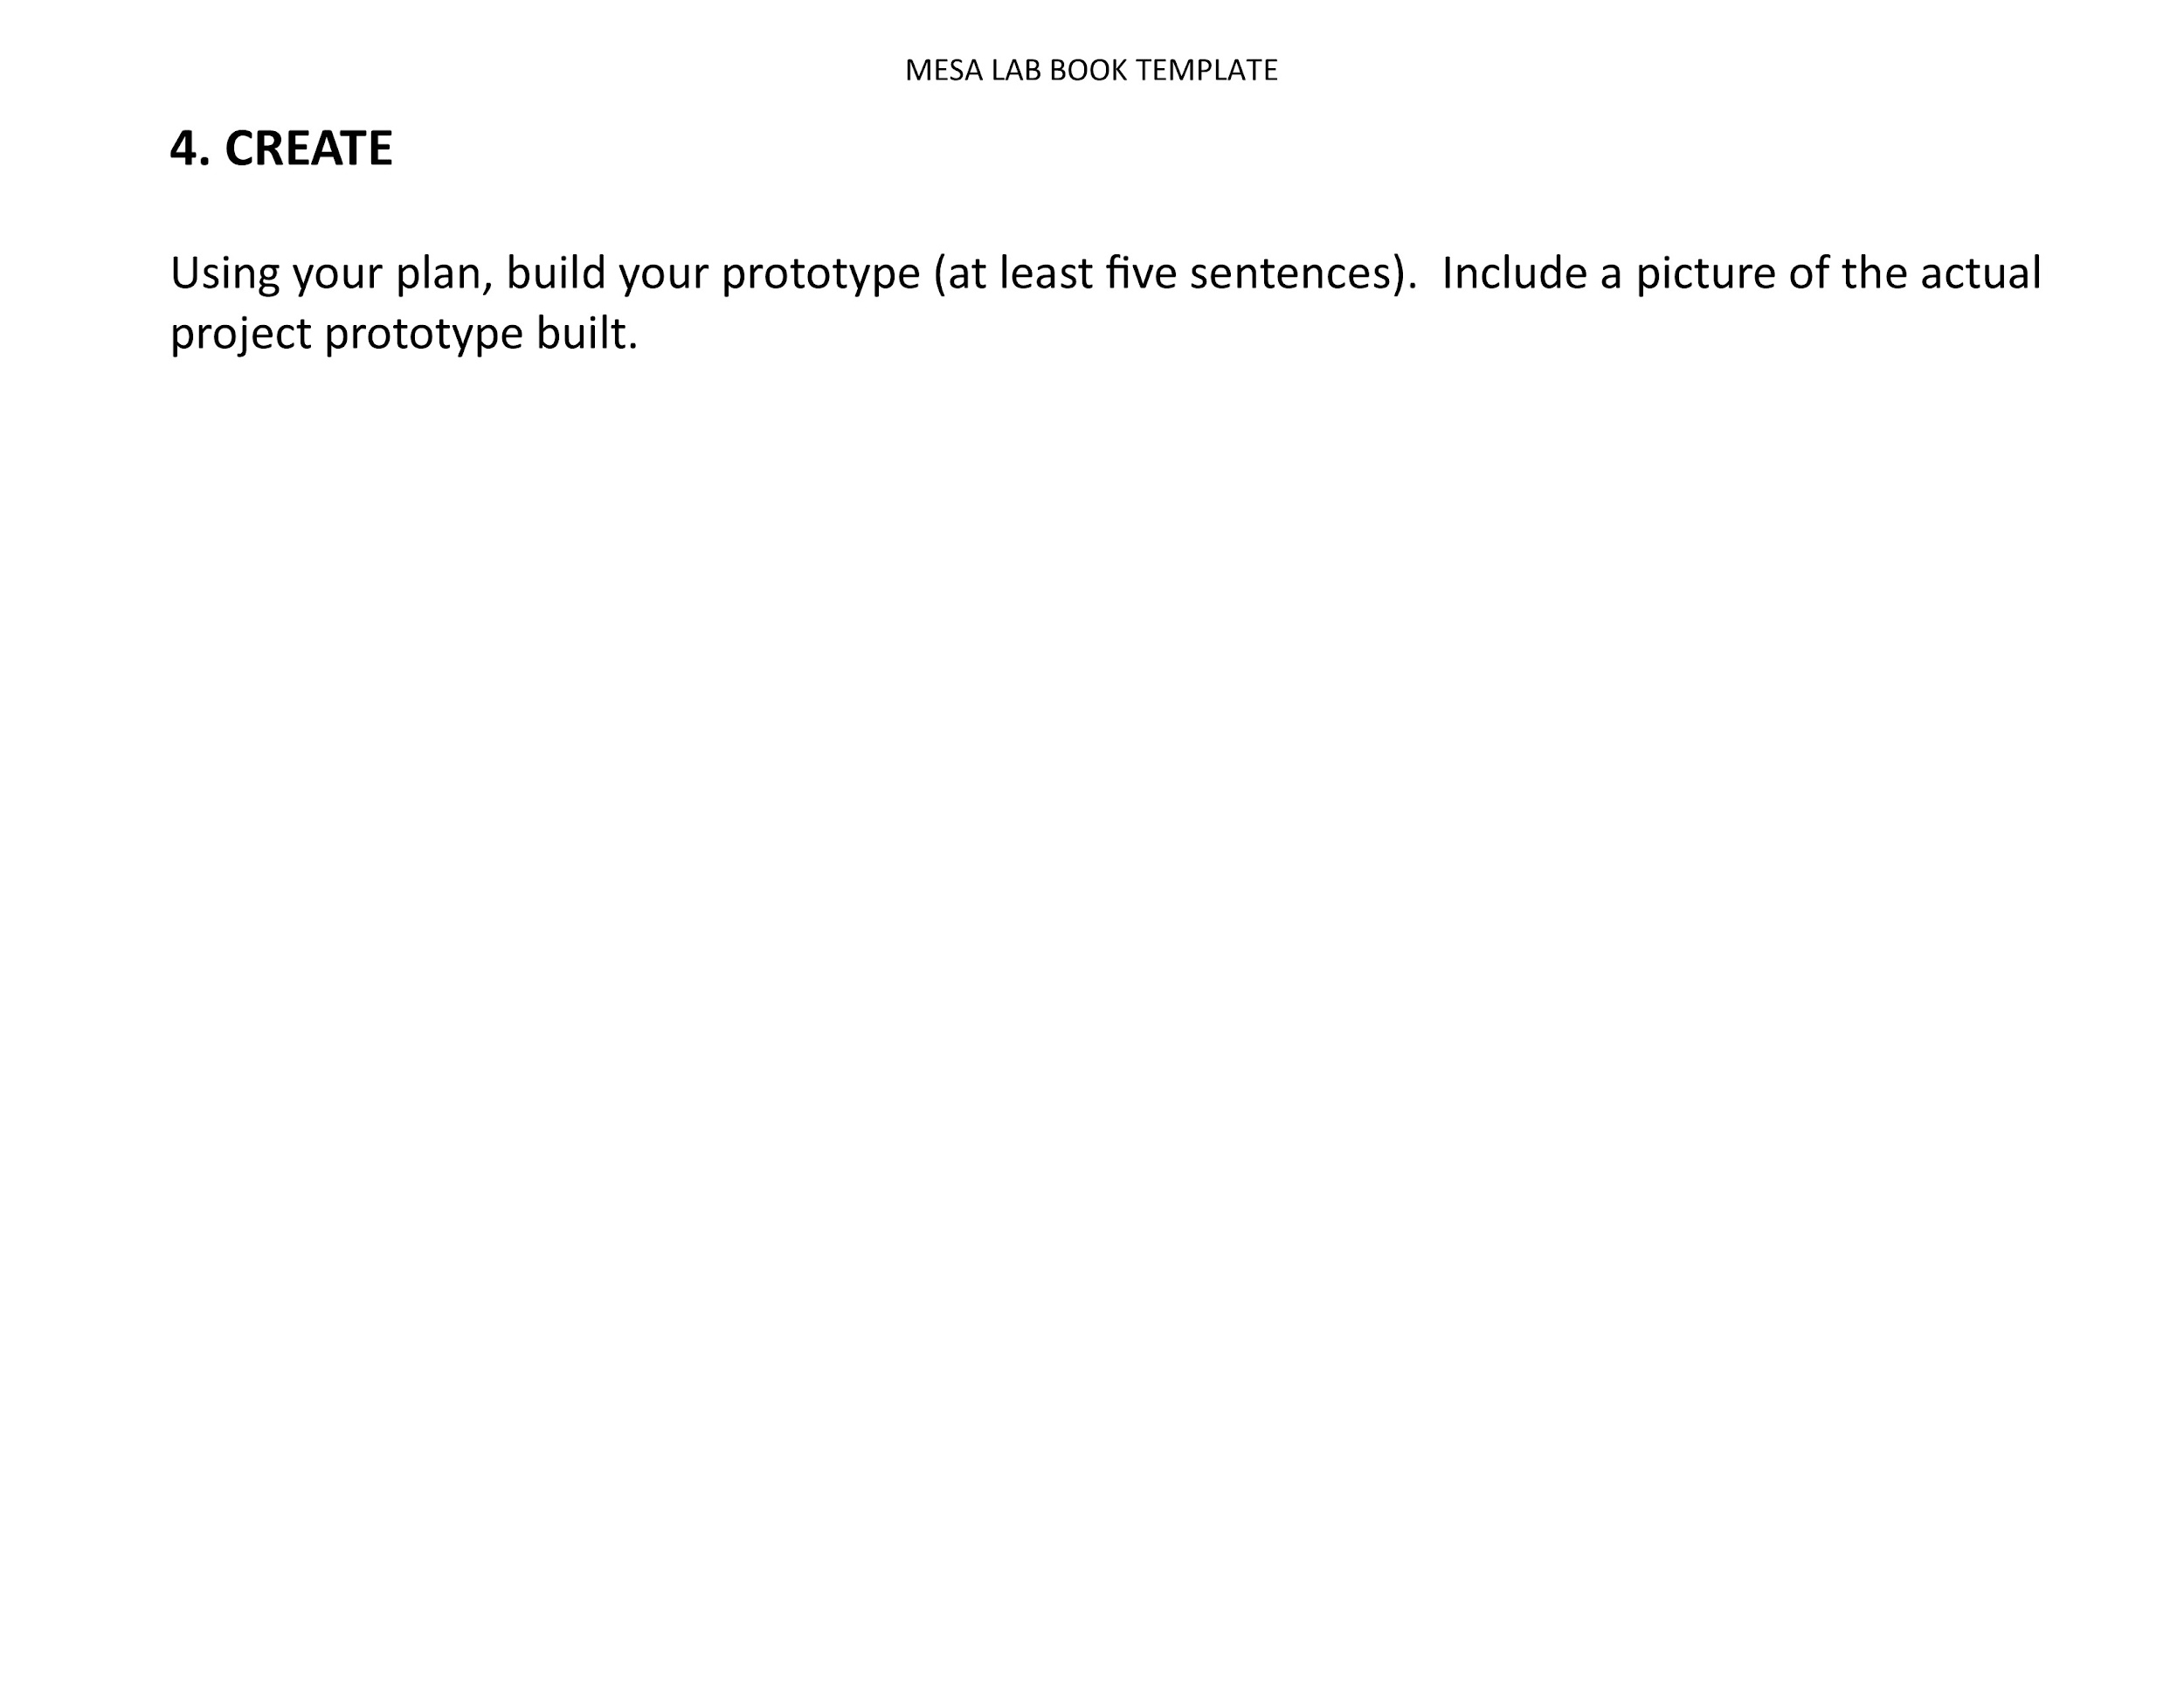 MESA LAB BOOK TEMPLATE
4. CREATE
Using your plan, build your prototype (at least five sentences).  Include a picture of the actual
project prototype built.